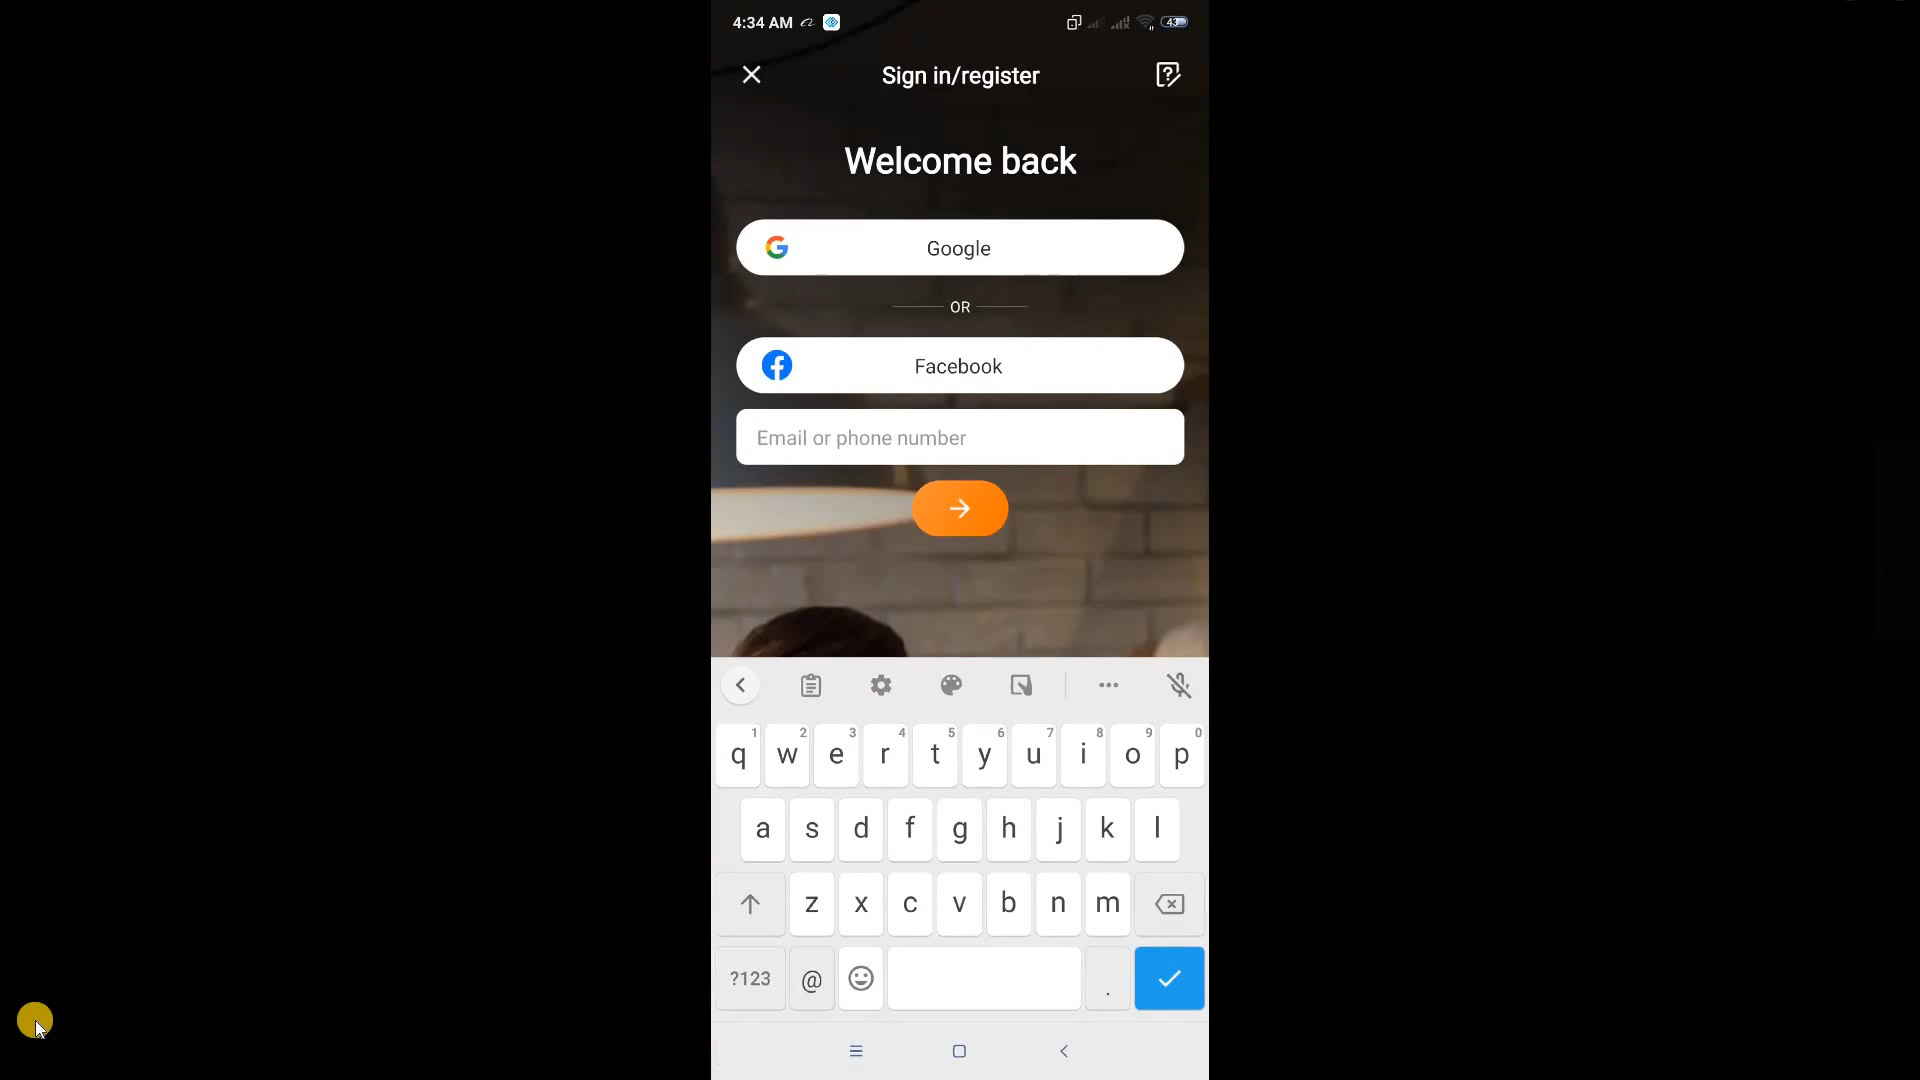 4:34 AM
43
Sign in/register
Welcome back
Google
OR
Facebook
Email or phone number
1 2 3 4 5 6 7 8 9 0
q w e r t y u i o p
a s d f g h j k l
z x c v b n m
?123 @ .